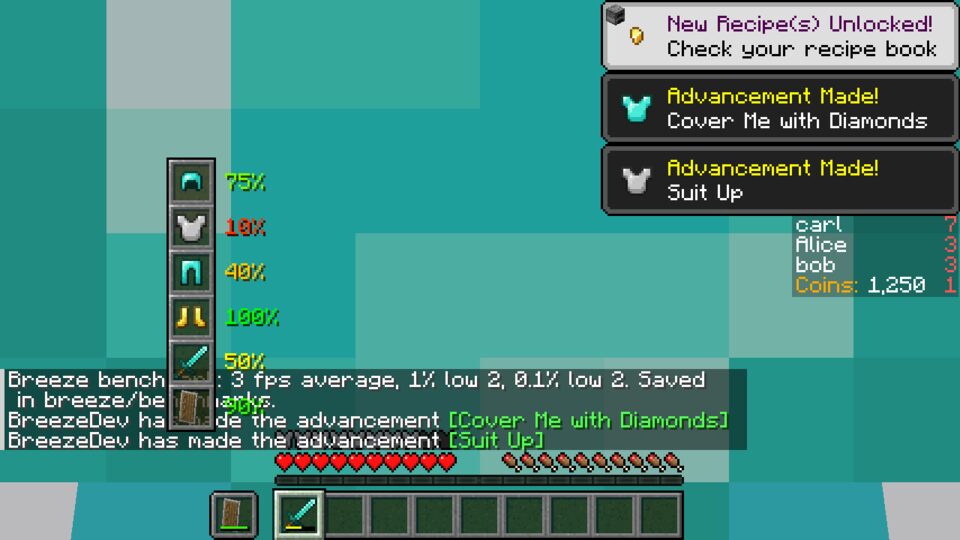 New Recipe(s) Unlocked!
Check your recipe book
Advancement Made!
Cover Me with Diamonds
Advancement Made!
Suit Up
carl 7
Alice 3
bob 3
Coins: 1,250 1
75%
10%
40%
100%
50%
90%
Breeze bench : 3 fps average, 1% low 2, 0.1% low 2. Saved
in breeze/be marks.
BreezeDev has made the advancement [Cover Me with Diamonds]
BreezeDev has made the advancement [Suit Up]